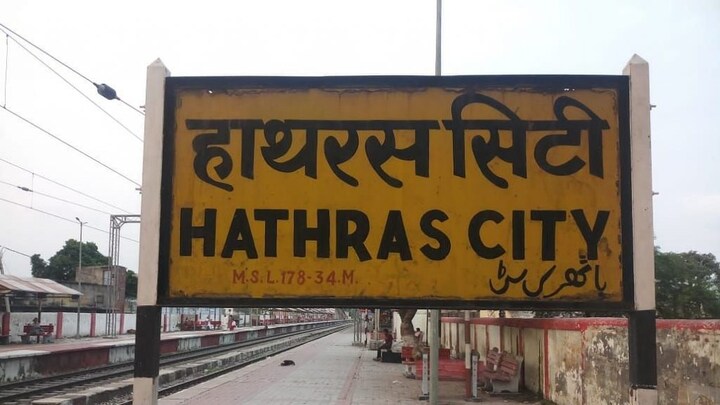 हाथरस सिटी
HATHRAS CITY
M.S.L.178-34.M.
ہاتھرس سٹی